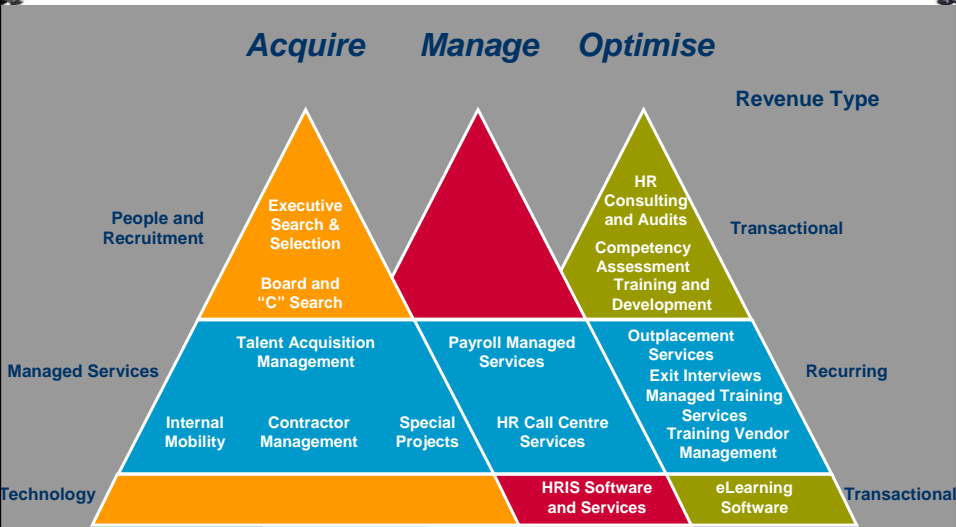 Acquire Manage Optimise
Revenue Type
People and
Recruitment
Executive
Search &
Selection
Board and
“C” Search
HR
Consulting
and Audits
Competency
Assessment
Training and
Development
Transactional
Managed Services
Talent Acquisition
Management
Internal
Mobility
Contractor
Management
Special
Projects
Payroll Managed
Services
HR Call Centre
Services
Outplacement
Services
Exit Interviews
Managed Training
Services
Training Vendor
Management
Recurring
Technology
HRIS Software
and Services
eLearning
Software
Transactional